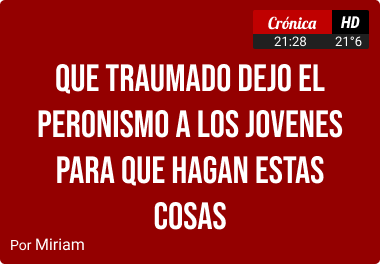 Crónica HD
21:28 21°6
QUE TRAUMADO DEJO EL
PERONISMO A LOS JOVENES
PARA QUE HAGAN ESTAS
COSAS
Por Miriam